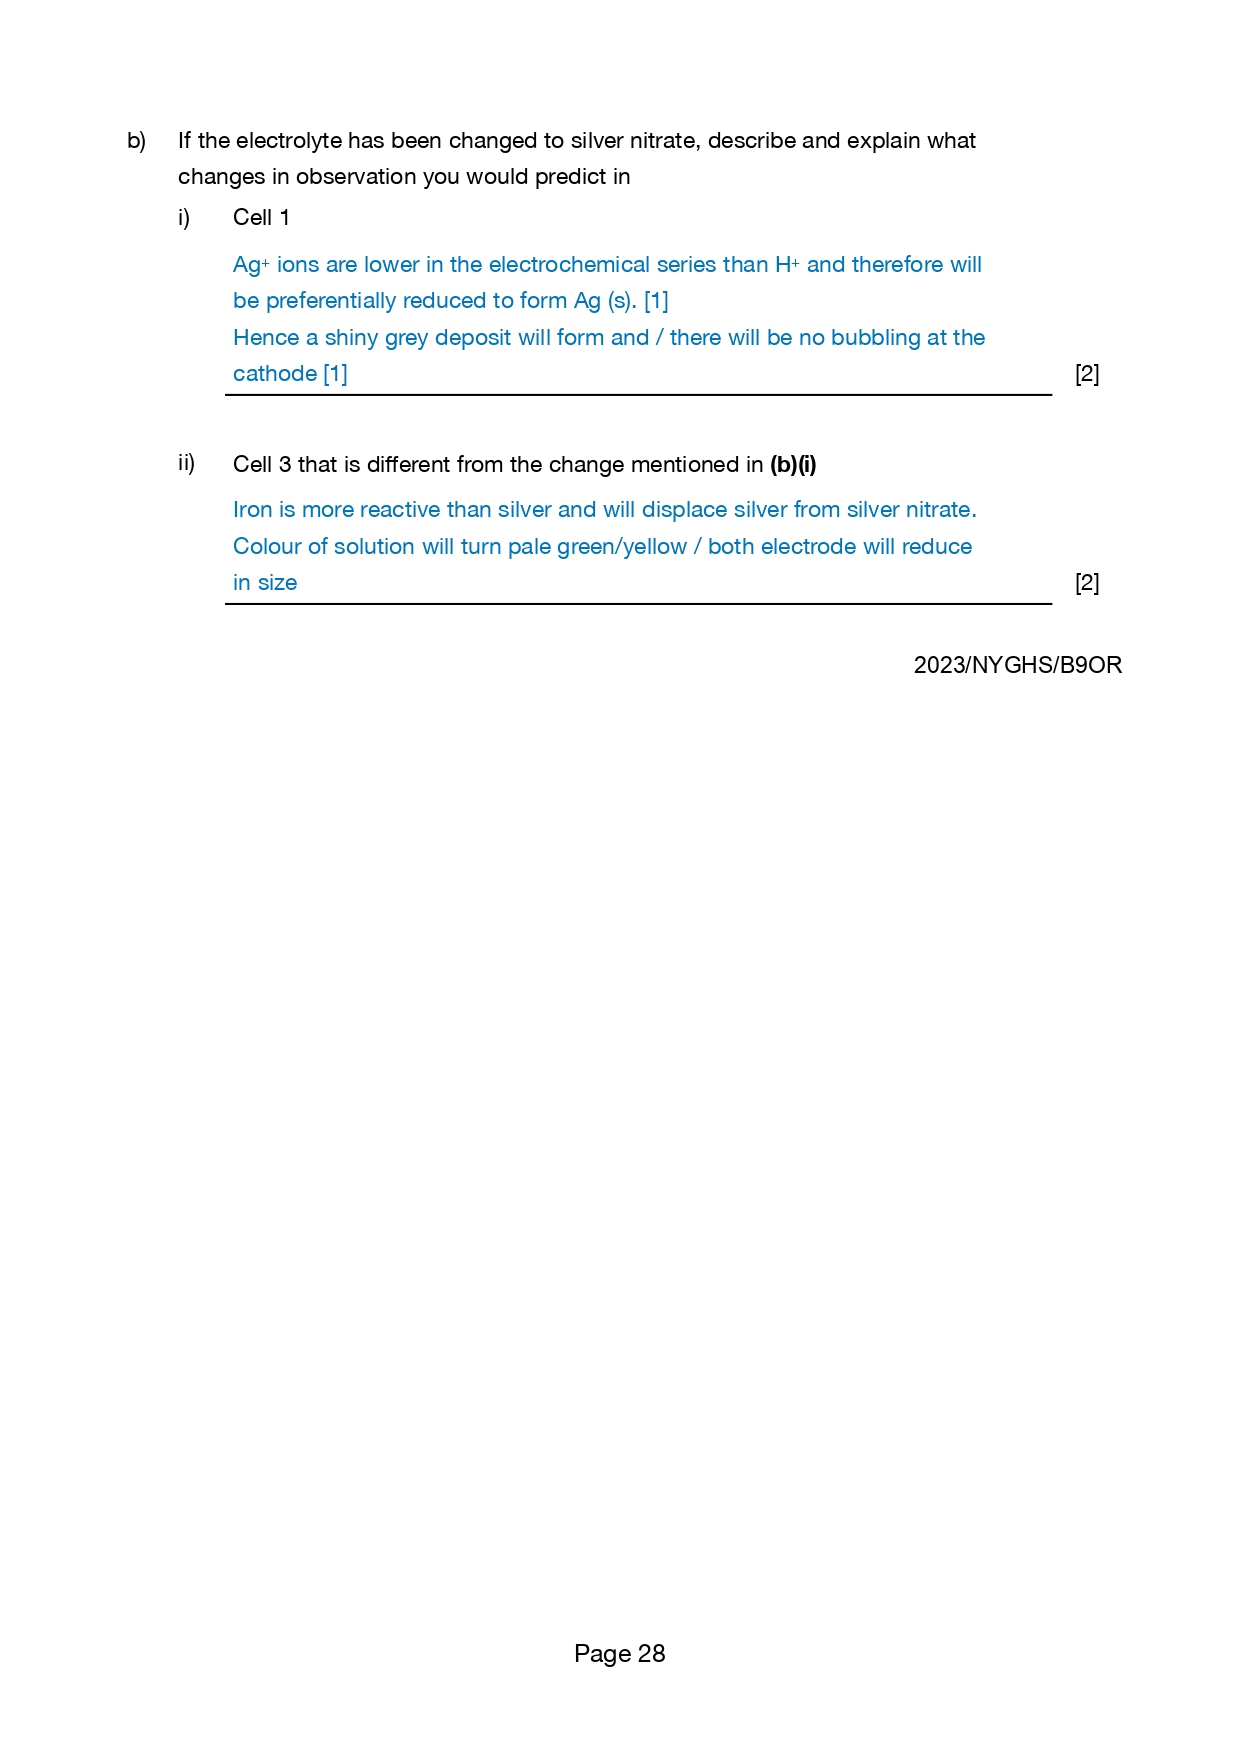 b) If the electrolyte has been changed to silver nitrate, describe and explain what
changes in observation you would predict in
i) Cell 1
Ag⁺ ions are lower in the electrochemical series than H⁺ and therefore will
be preferentially reduced to form Ag (s). [1]
Hence a shiny grey deposit will form and / there will be no bubbling at the
cathode [1] [2]
ii) Cell 3 that is different from the change mentioned in (b)(i)
Iron is more reactive than silver and will displace silver from silver nitrate.
Colour of solution will turn pale green/yellow / both electrode will reduce
in size [2]
2023/NYGHS/B9OR
Page 28